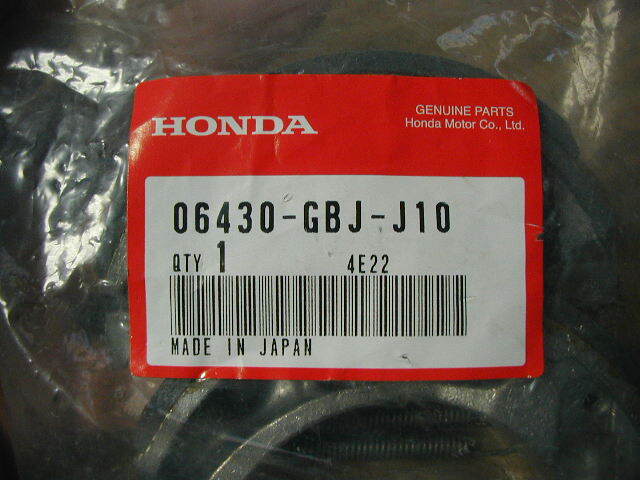 HONDA
GENUINE PARTS
Honda Motor Co., Ltd.
06430-GBJ-J10
QTY 1 4E22
MADE IN JAPAN